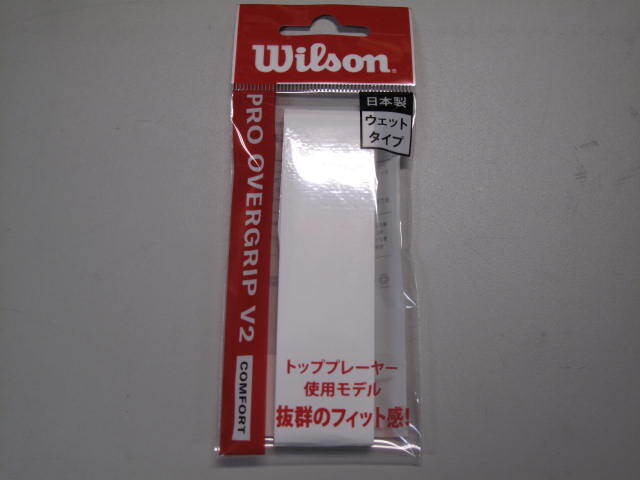 Wilson
日本製
ウェット
タイプ
PRO OVERGRIP V2
COMFORT
トッププレーヤー
使用モデル
抜群のフィット感!